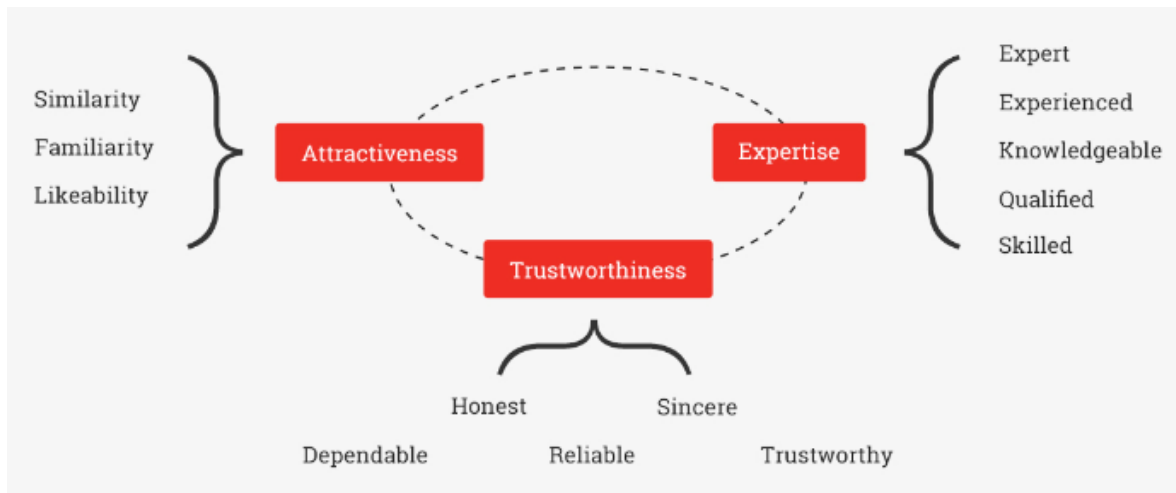 Similarity
Familiarity
Likeability
Attractiveness
Expertise
Trustworthiness
Expert
Experienced
Knowledgeable
Qualified
Skilled
Honest Sincere
Dependable Reliable Trustworthy